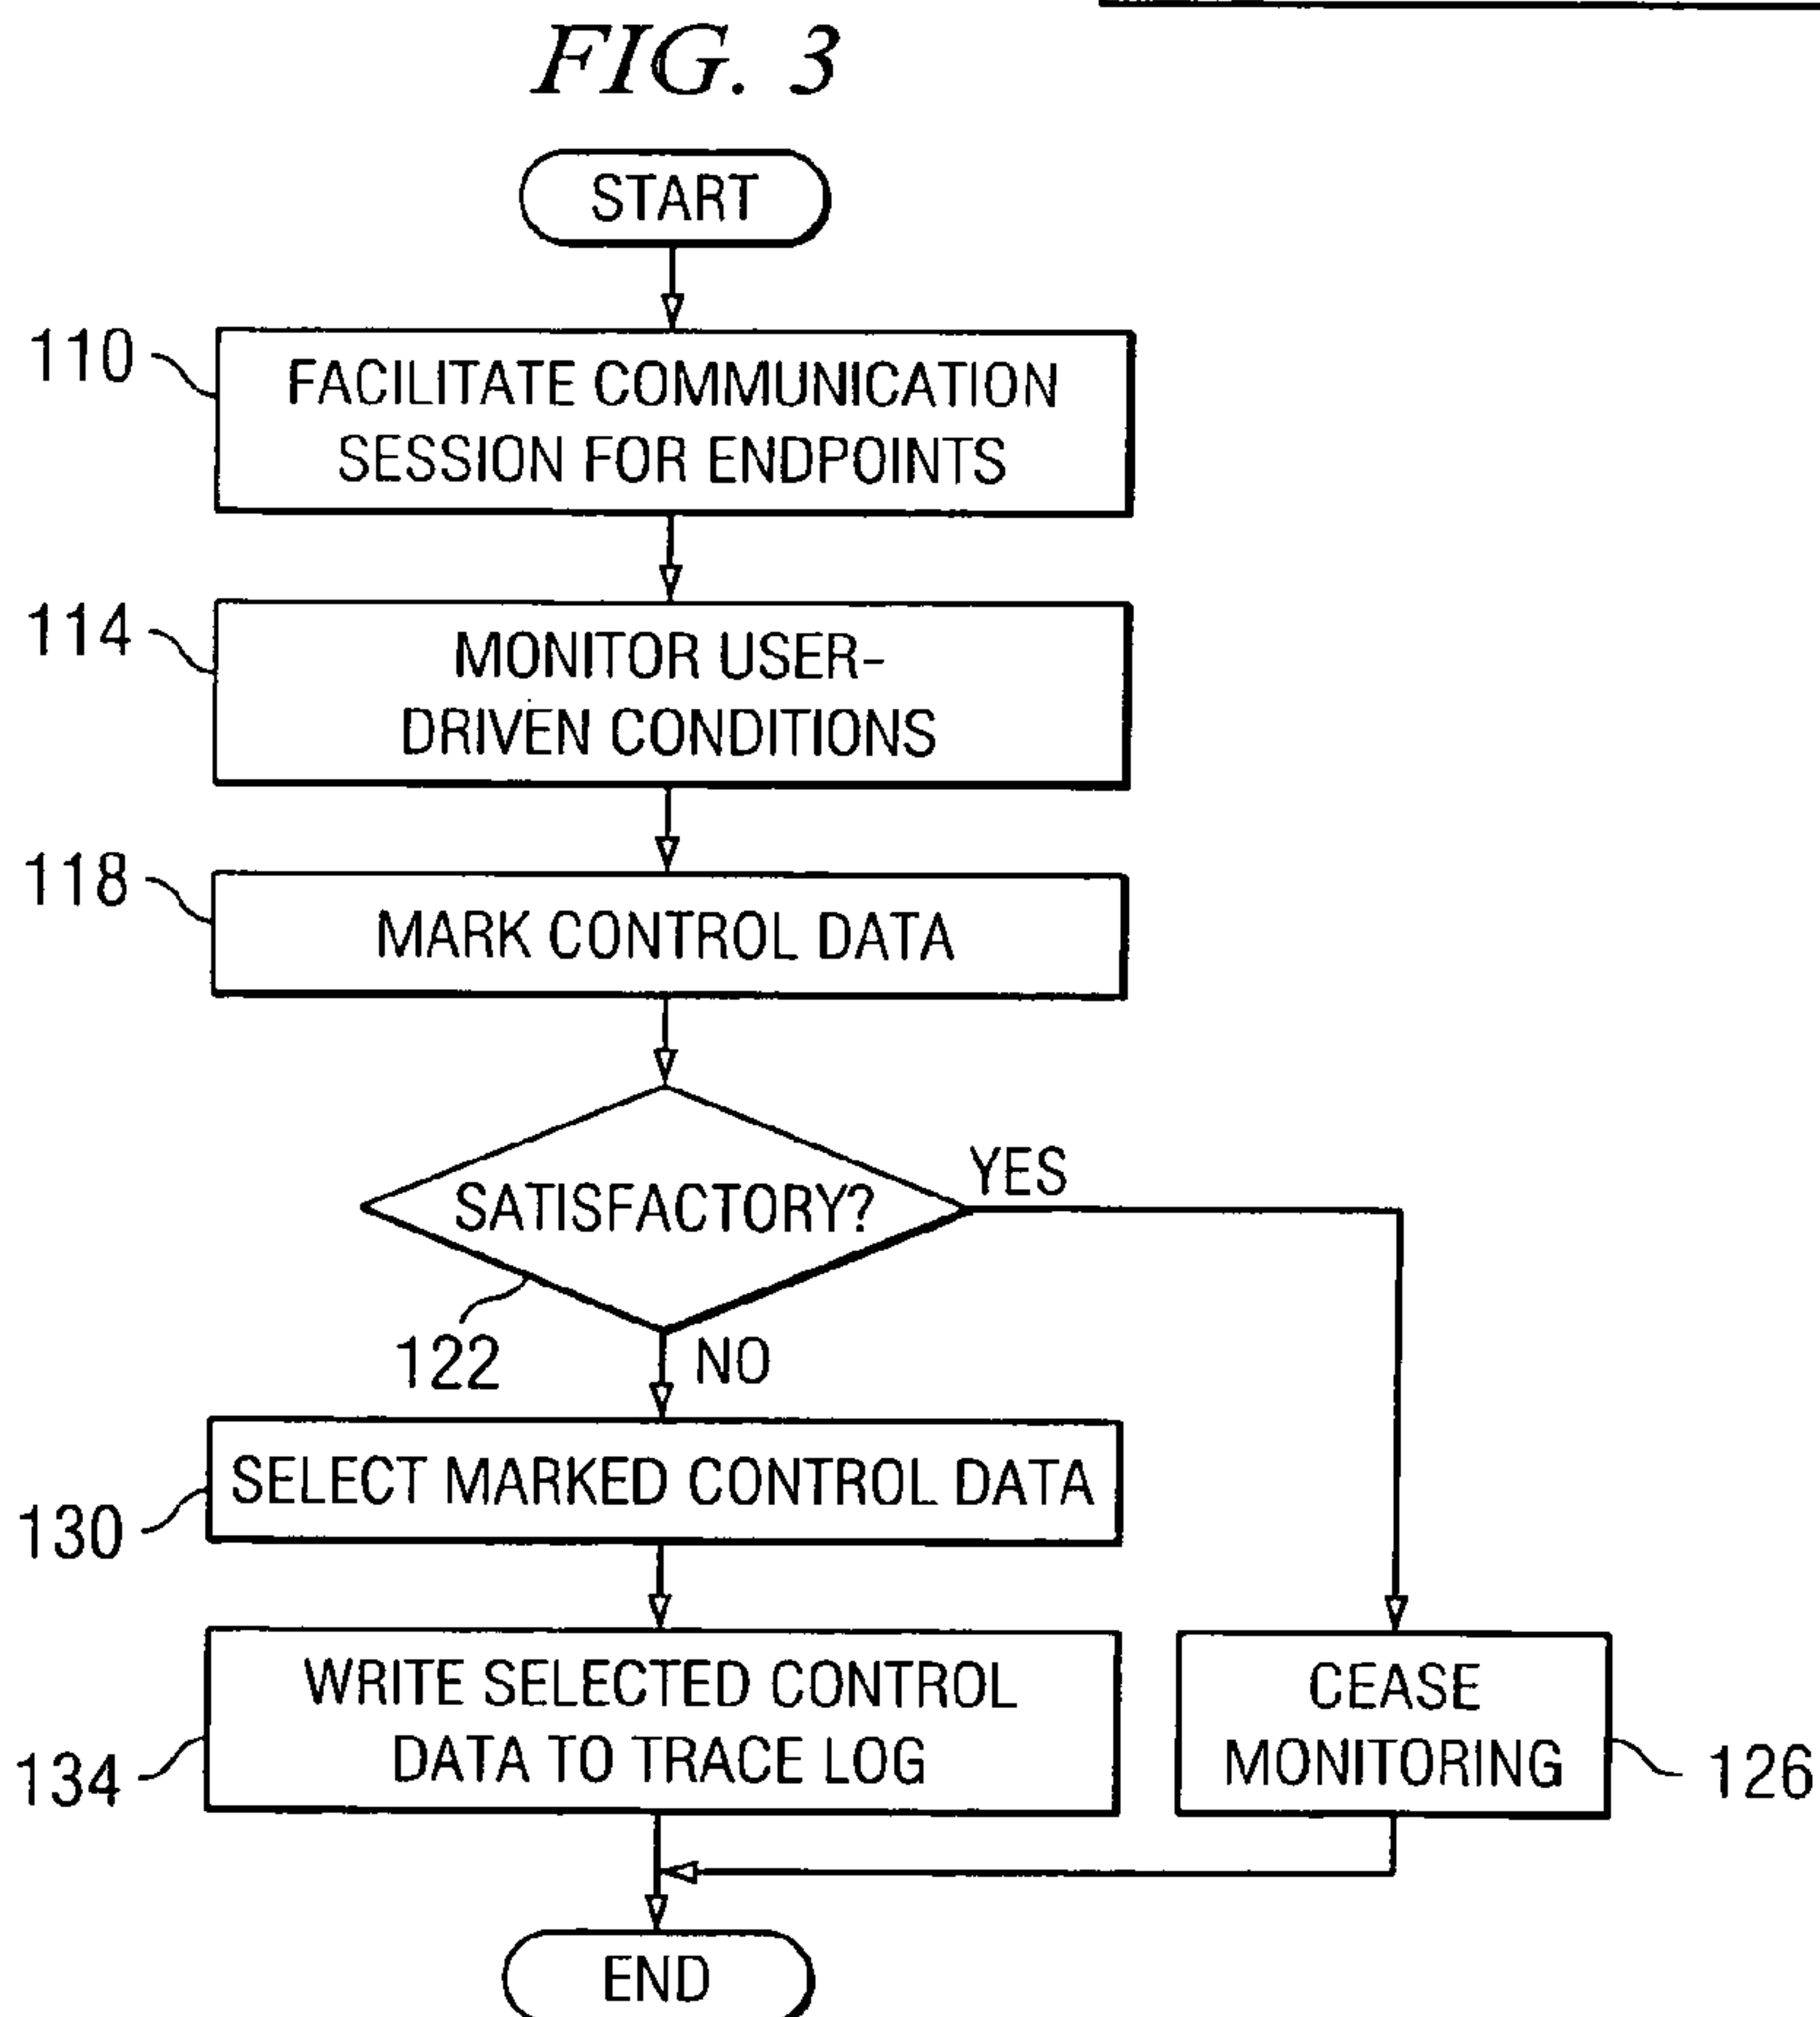 FIG. 3
START
110
FACILITATE COMMUNICATION
SESSION FOR ENDPOINTS
114
MONITOR USER-
DRIVEN CONDITIONS
118
MARK CONTROL DATA
SATISFACTORY?
YES
122
NO
SELECT MARKED CONTROL DATA
130
WRITE SELECTED CONTROL
DATA TO TRACE LOG
134
CEASE
MONITORING
126
END